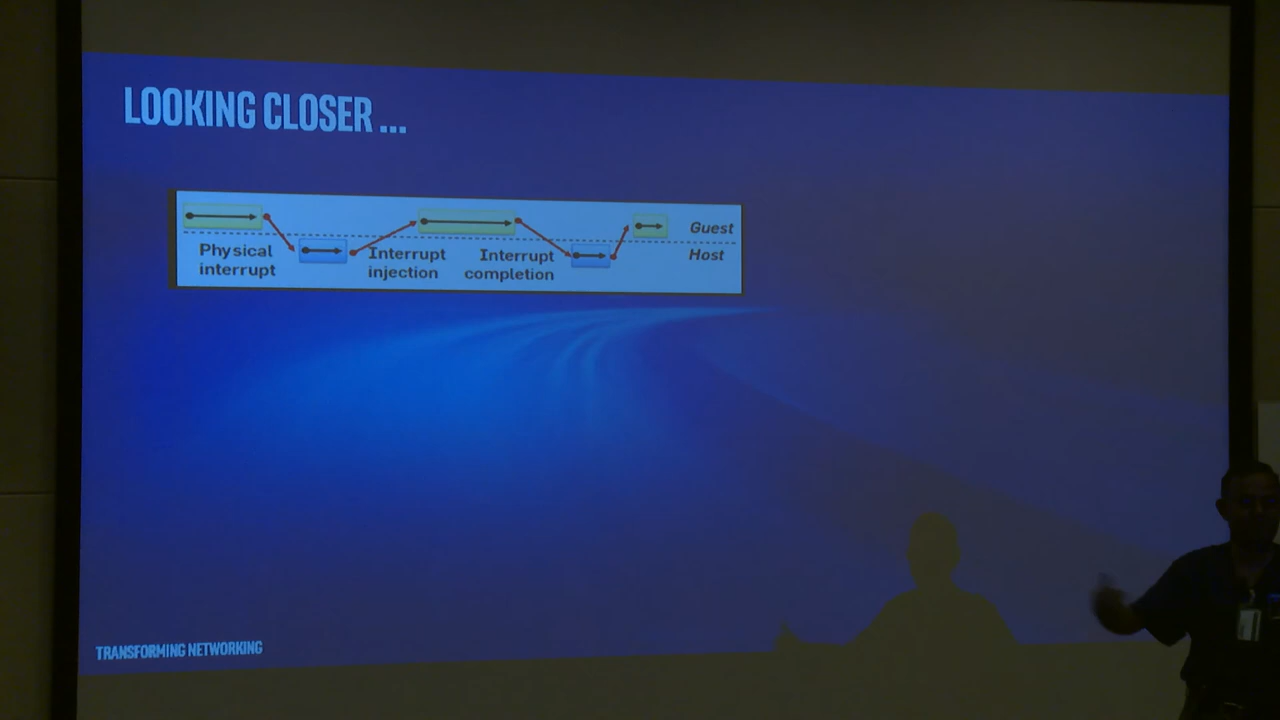 LOOKING CLOSER ...
Guest
Physical
interrupt
Interrupt
injection
Interrupt
completion
Host
TRANSFORMING NETWORKING